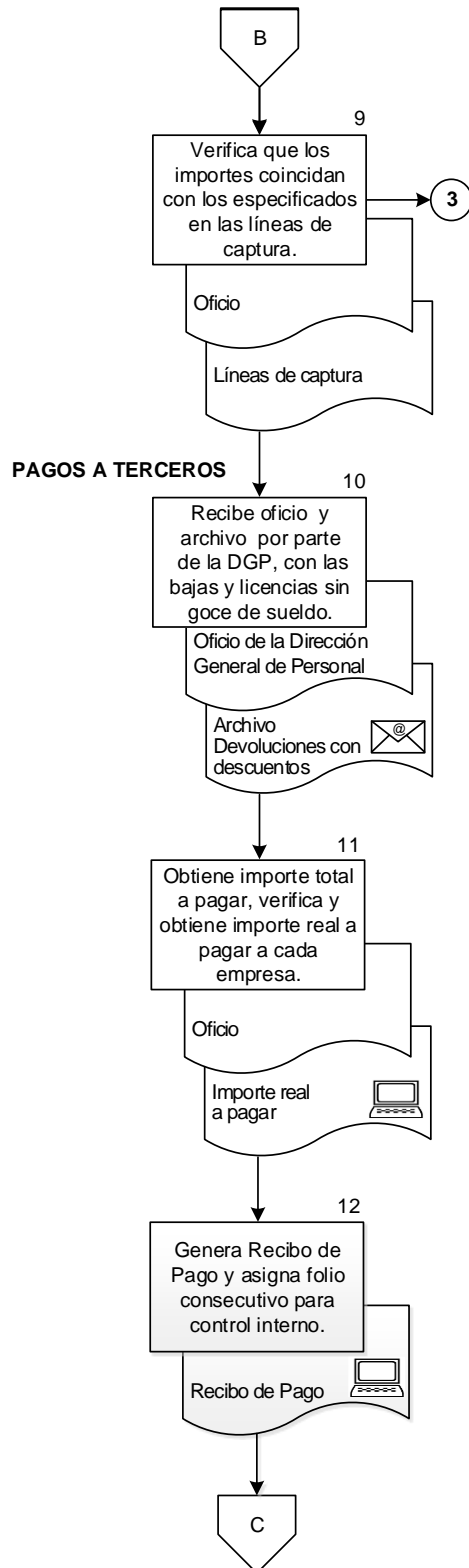 B
9
Verifica que los
importes coincidan
con los especificados
en las líneas de
captura.
3
Oficio
Líneas de captura
PAGOS A TERCEROS
10
Recibe oficio y
archivo por parte
de la DGP, con las
bajas y licencias sin
goce de sueldo.
Oficio de la Dirección
General de Personal
Archivo
Devoluciones con
descuentos
@
11
Obtiene importe total
a pagar, verifica y
obtiene importe real a
pagar a cada
empresa.
Oficio
Importe real
a pagar
12
Genera Recibo de
Pago y asigna folio
consecutivo para
control interno.
Recibo de Pago
C